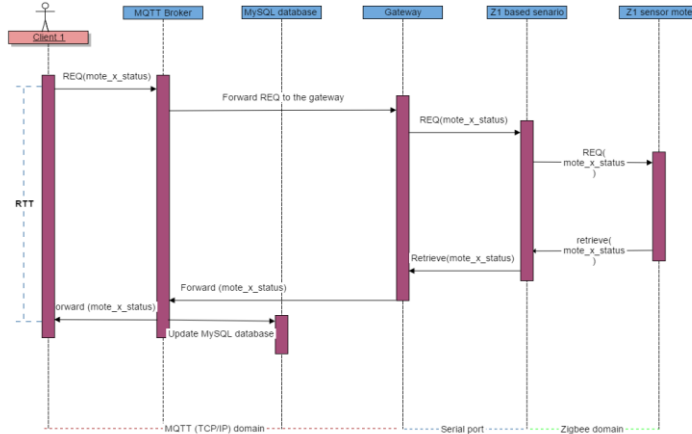 MQTT Broker
MySQL database
Gateway
Z1 based senario
Z1 sensor mote
Client 1
REQ(mote_x_status)
Forward REQ to the gateway
REQ(mote_x_status)
REQ(
mote_x_status
)
RTT
retrieve(
mote_x_status
)
Retrieve(mote_x_status)
Forward (mote_x_status)
orward (mote_x_status)
Update MySQL database
MQTT (TCP/IP) domain
Serial port
Zigbee domain